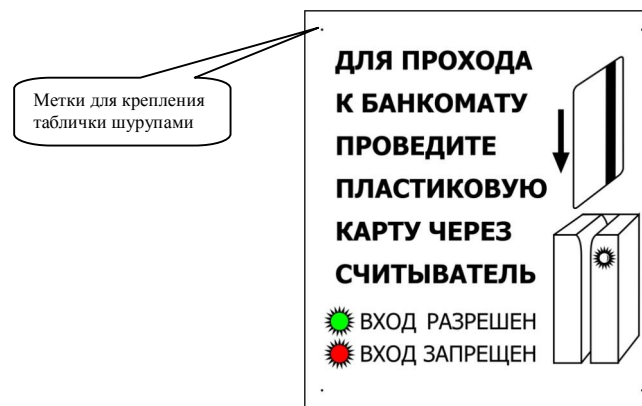 Метки для крепления
таблички шурупами
ДЛЯ ПРОХОДА
К БАНКОМАТУ
ПРОВЕДИТЕ
ПЛАСТИКОВУЮ
КАРТУ ЧЕРЕЗ
СЧИТЫВАТЕЛЬ
ВХОД РАЗРЕШЕН
ВХОД ЗАПРЕЩЕН